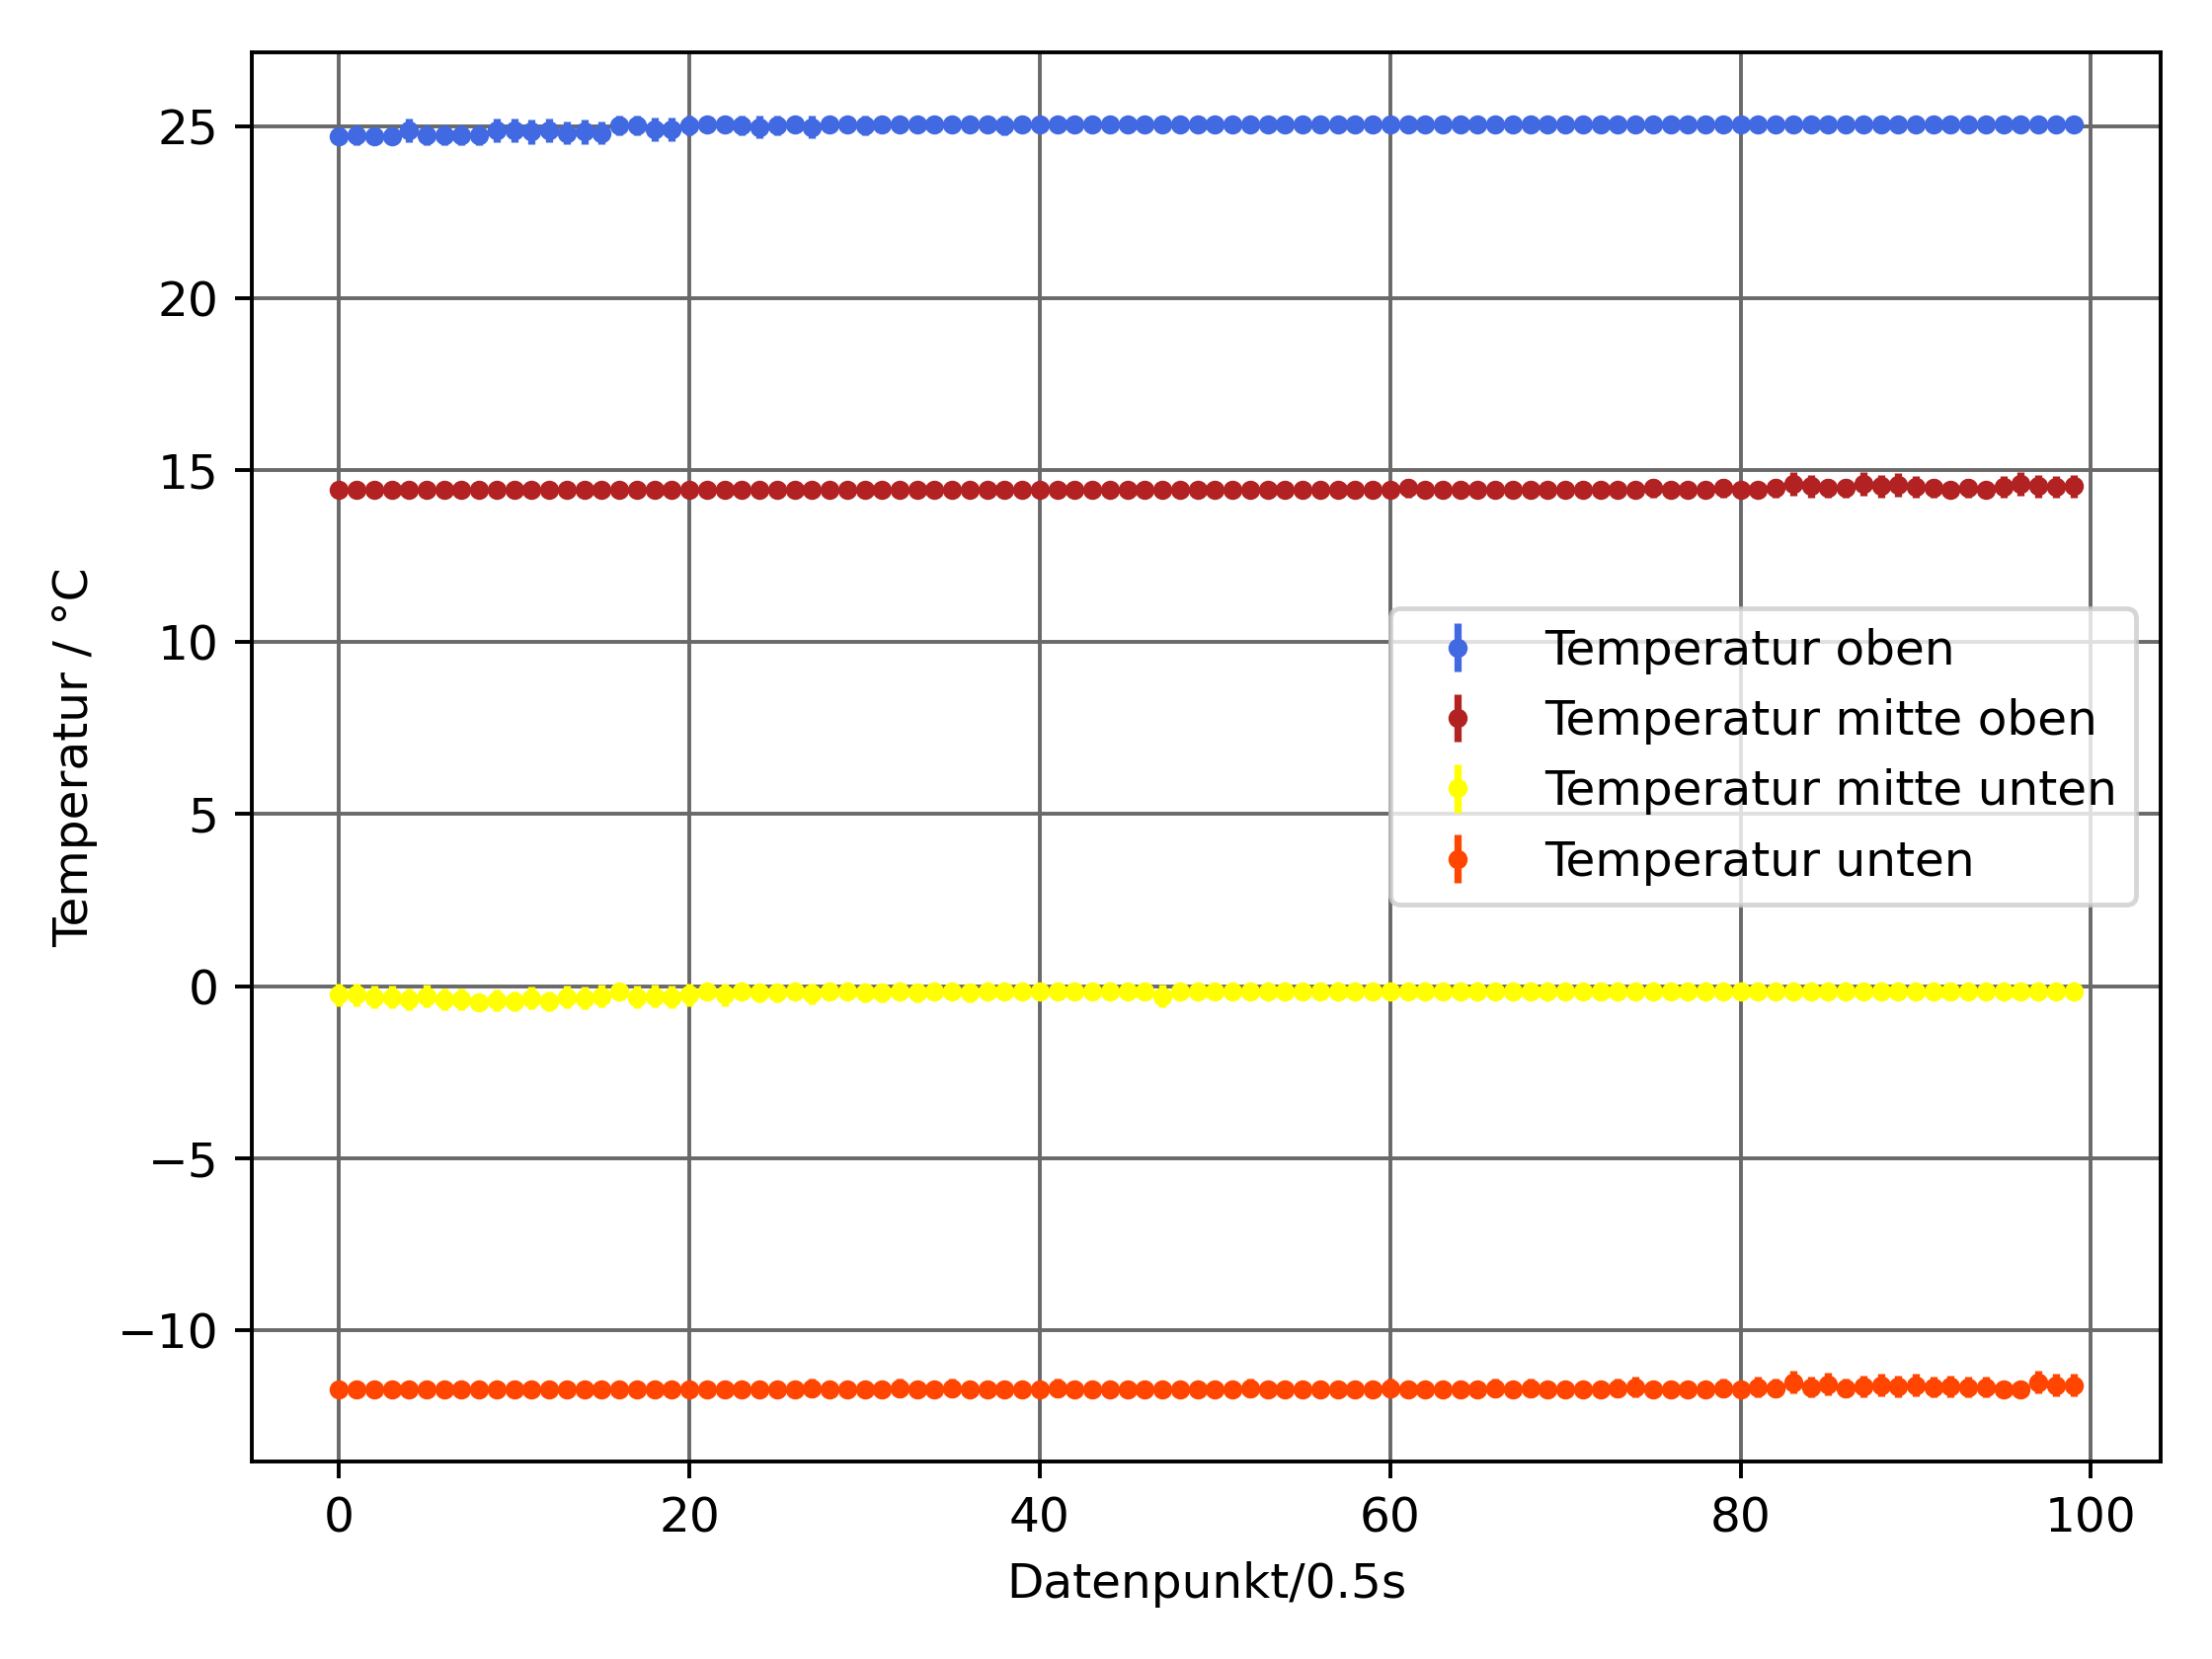 25
20
15
10
5
0
−5
−10
Temperatur / °C
Temperatur oben
Temperatur mitte oben
Temperatur mitte unten
Temperatur unten
0 20 40 60 80 100
Datenpunkt/0.5s